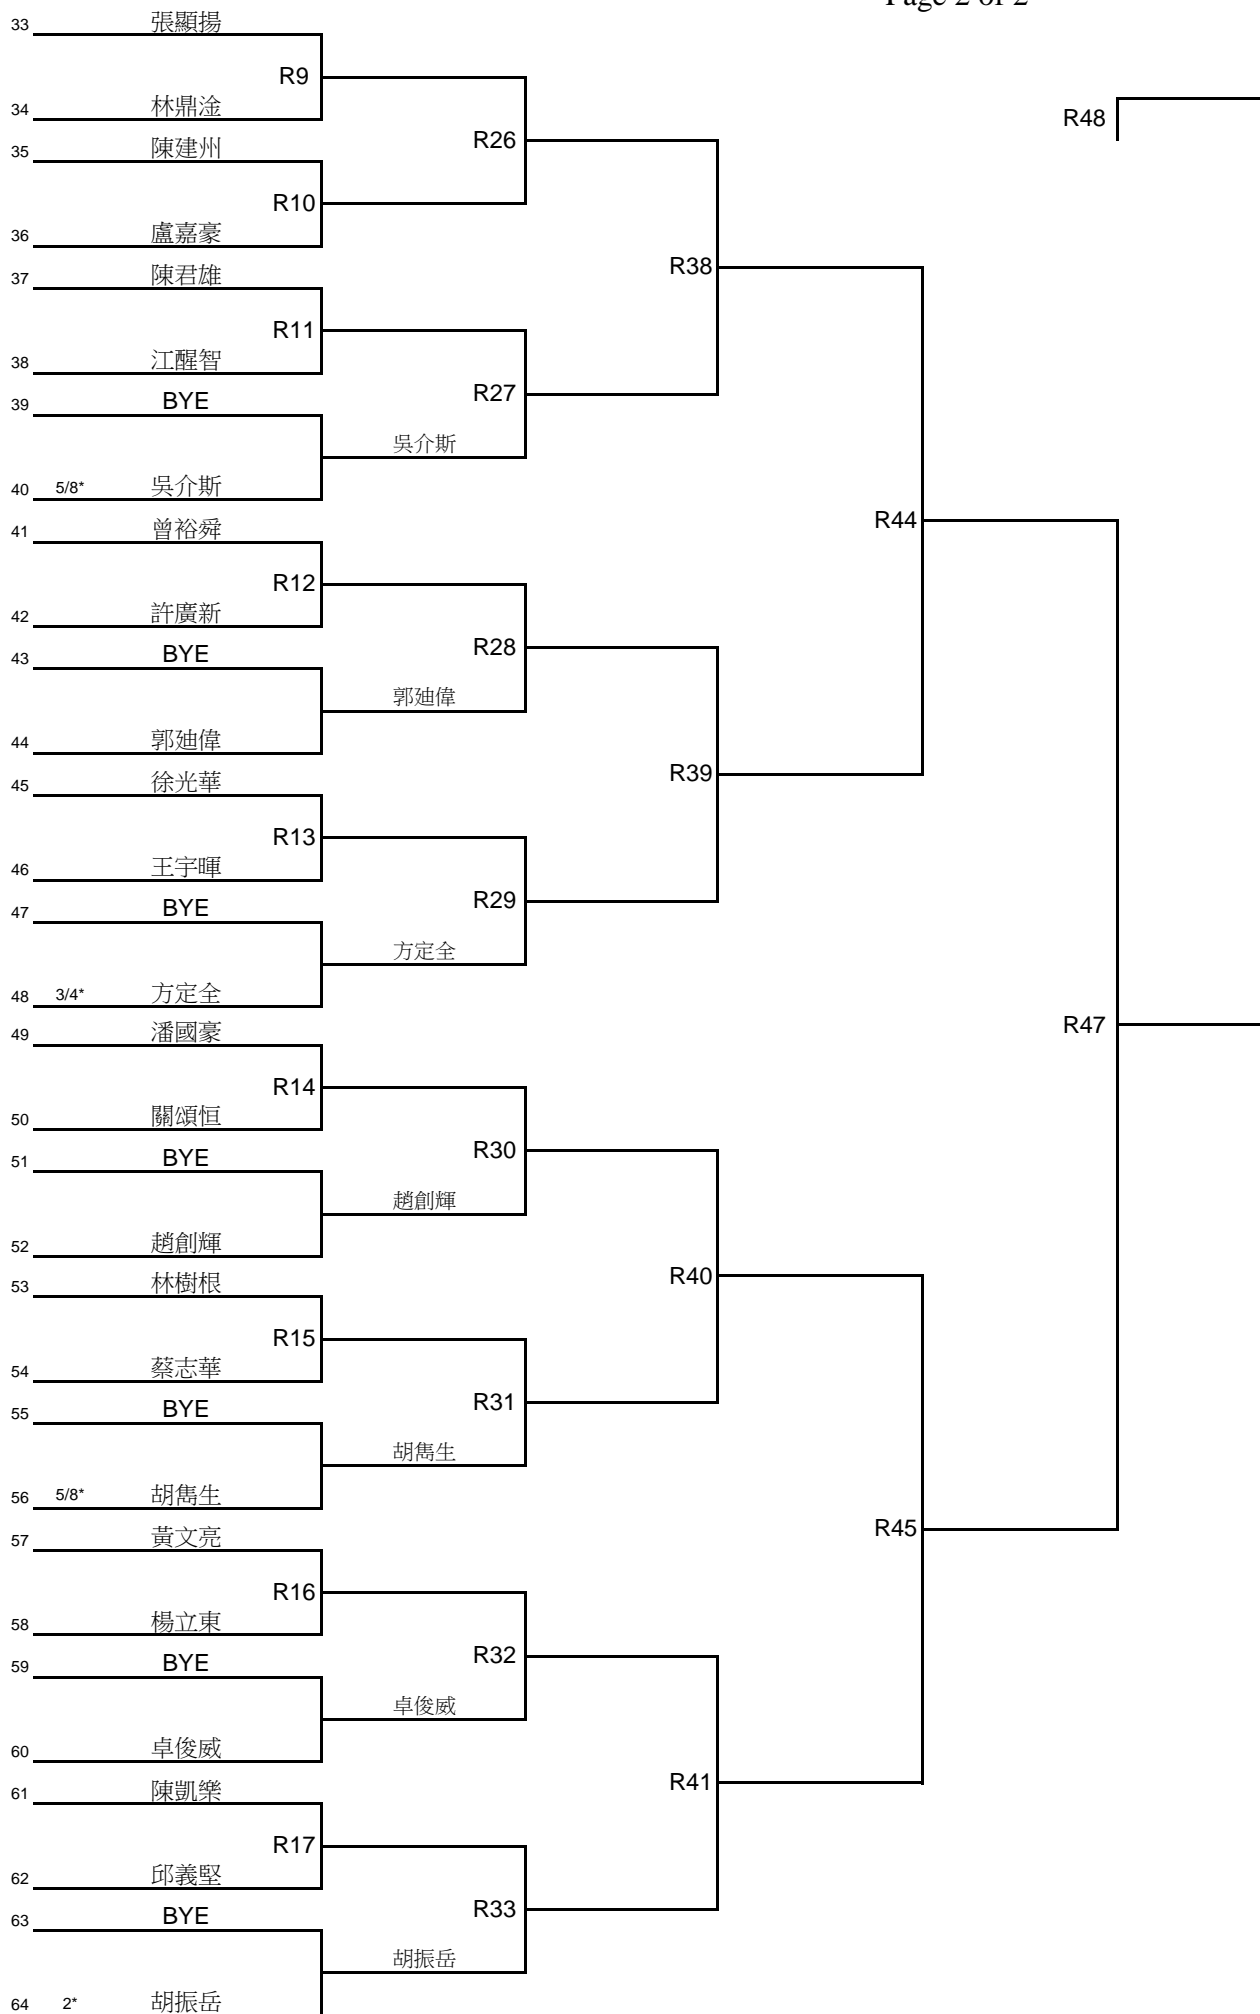 Page 2 of 2
33 張顯揚
R9
34 林鼎淦
R48
35 陳建州
R26
R10
36 盧嘉豪
37 陳君雄
R38
R11
38 江醒智
39 BYE
R27
吳介斯
40 5/8* 吳介斯
41 曾裕舜
R44
R12
42 許廣新
43 BYE
R28
郭廸偉
44 郭廸偉
45 徐光華
R39
R13
46 王宇暉
47 BYE
R29
方定全
48 3/4* 方定全
49 潘國豪
R47
R14
50 關頌恒
51 BYE
R30
趙創輝
52 趙創輝
53 林樹根
R40
R15
54 蔡志華
55 BYE
R31
胡雋生
56 5/8* 胡雋生
57 黃文亮
R45
R16
58 楊立東
59 BYE
R32
卓俊威
60 卓俊威
61 陳凱樂
R41
R17
62 邱義堅
63 BYE
R33
胡振岳
64 2* 胡振岳